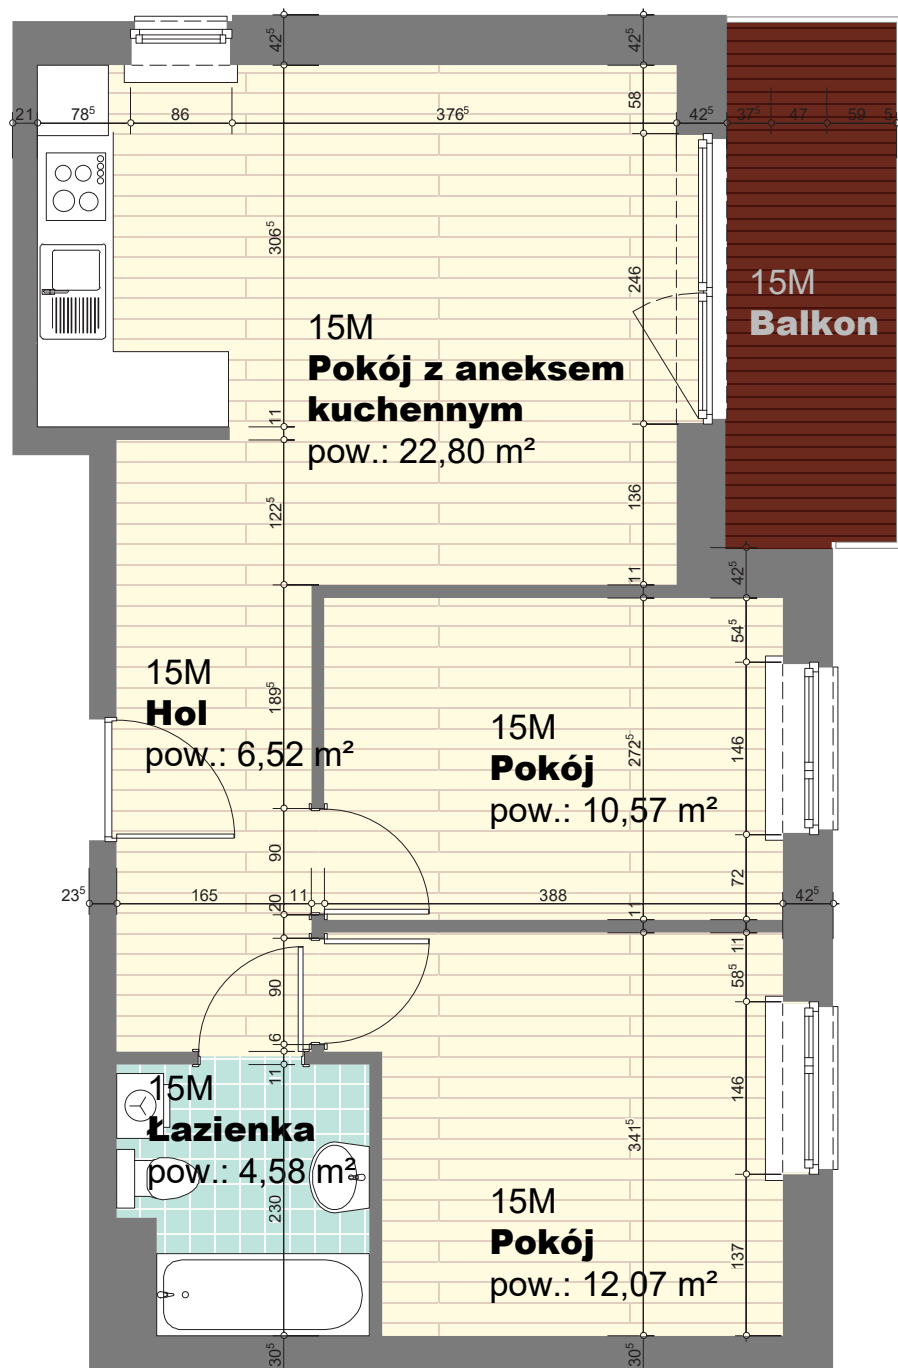 42⁵
42⁵
21
78⁵
86
376⁵
58
42⁵
37⁵
47
59
5
306⁵
246
15M
Balkon
15M
Pokój z aneksem
kuchennym
pow.: 22,80 m²
11
122⁵
136
11
42⁵
54⁵
15M
Hol
pow.: 6,52 m²
189⁵
15M
Pokój
pow.: 10,57 m²
272⁵
146
90
72
23⁵
165
11
388
42⁵
20
11
11
58⁵
90
6
11
15M
Łazienka
pow.: 4,58 m²
230
341⁵
146
15M
Pokój
pow.: 12,07 m²
137
30⁵
30⁵